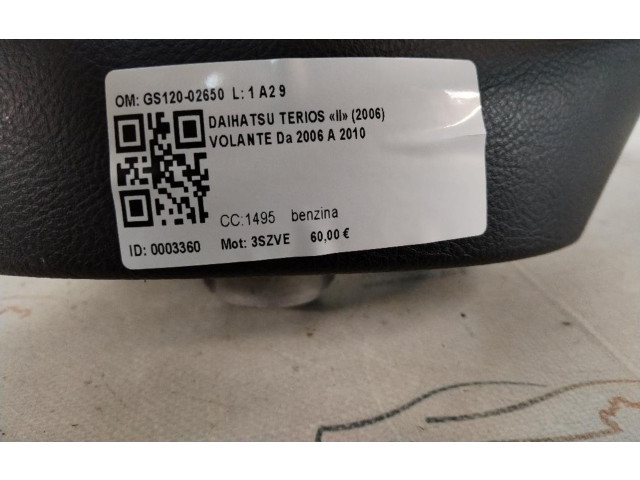 OM: GS120-02650 L: 1 A2 9
DAIHATSU TERIOS «II» (2006)
VOLANTE Da 2006 A 2010
CC:1495 benzina
ID: 0003360 Mot: 3SZVE 60,00 €